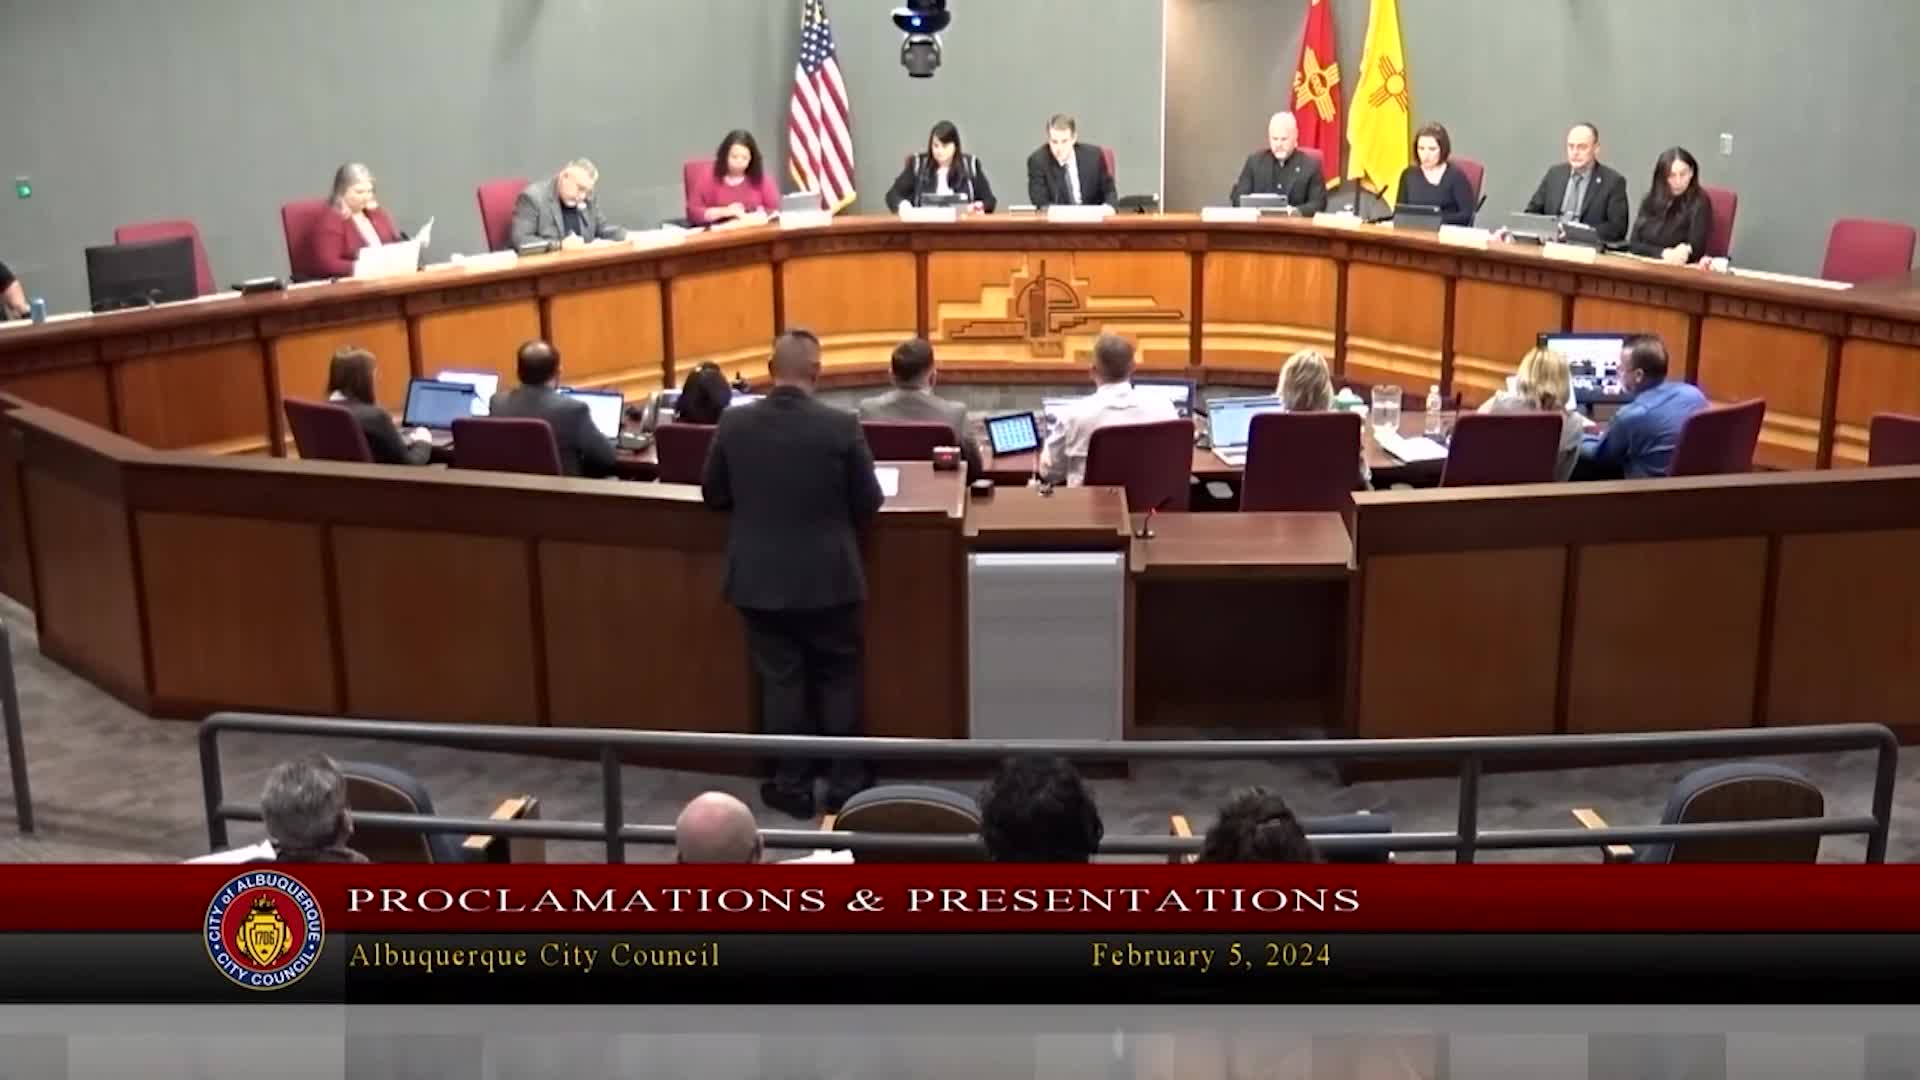 PROCLAMATIONS & PRESENTATIONS
CITY of ALBUQUERQUE
1706
CITY COUNCIL
Albuquerque City Council
February 5, 2024